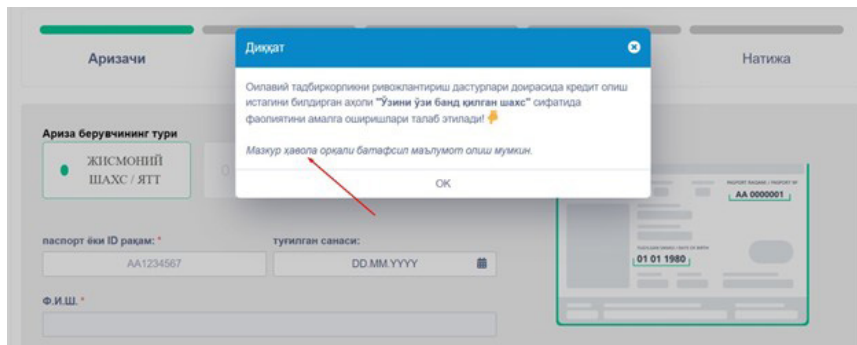 Аризачи
Натижа
Диққат
Оилавий тадбиркорликни ривожлантириш дастурлари доирасида кредит олиш
истагини билдирган аҳоли "Ўзини ўзи банд қилган шахс" сифатида
фаолиятини амалга оширишлари талаб этилади!👇
Мазкур ҳавола орқали батафсил маълумот олиш мумкин.
OK
Ариза берувчининг тури
ЖИСМОНИЙ
ШАХС / ЯТТ
паспорт ёки ID рақам: *
туғилган санаси:
AA1234567
DD.MM.YYYY
Ф.И.Ш. *
AA 0000001
01 01 1980